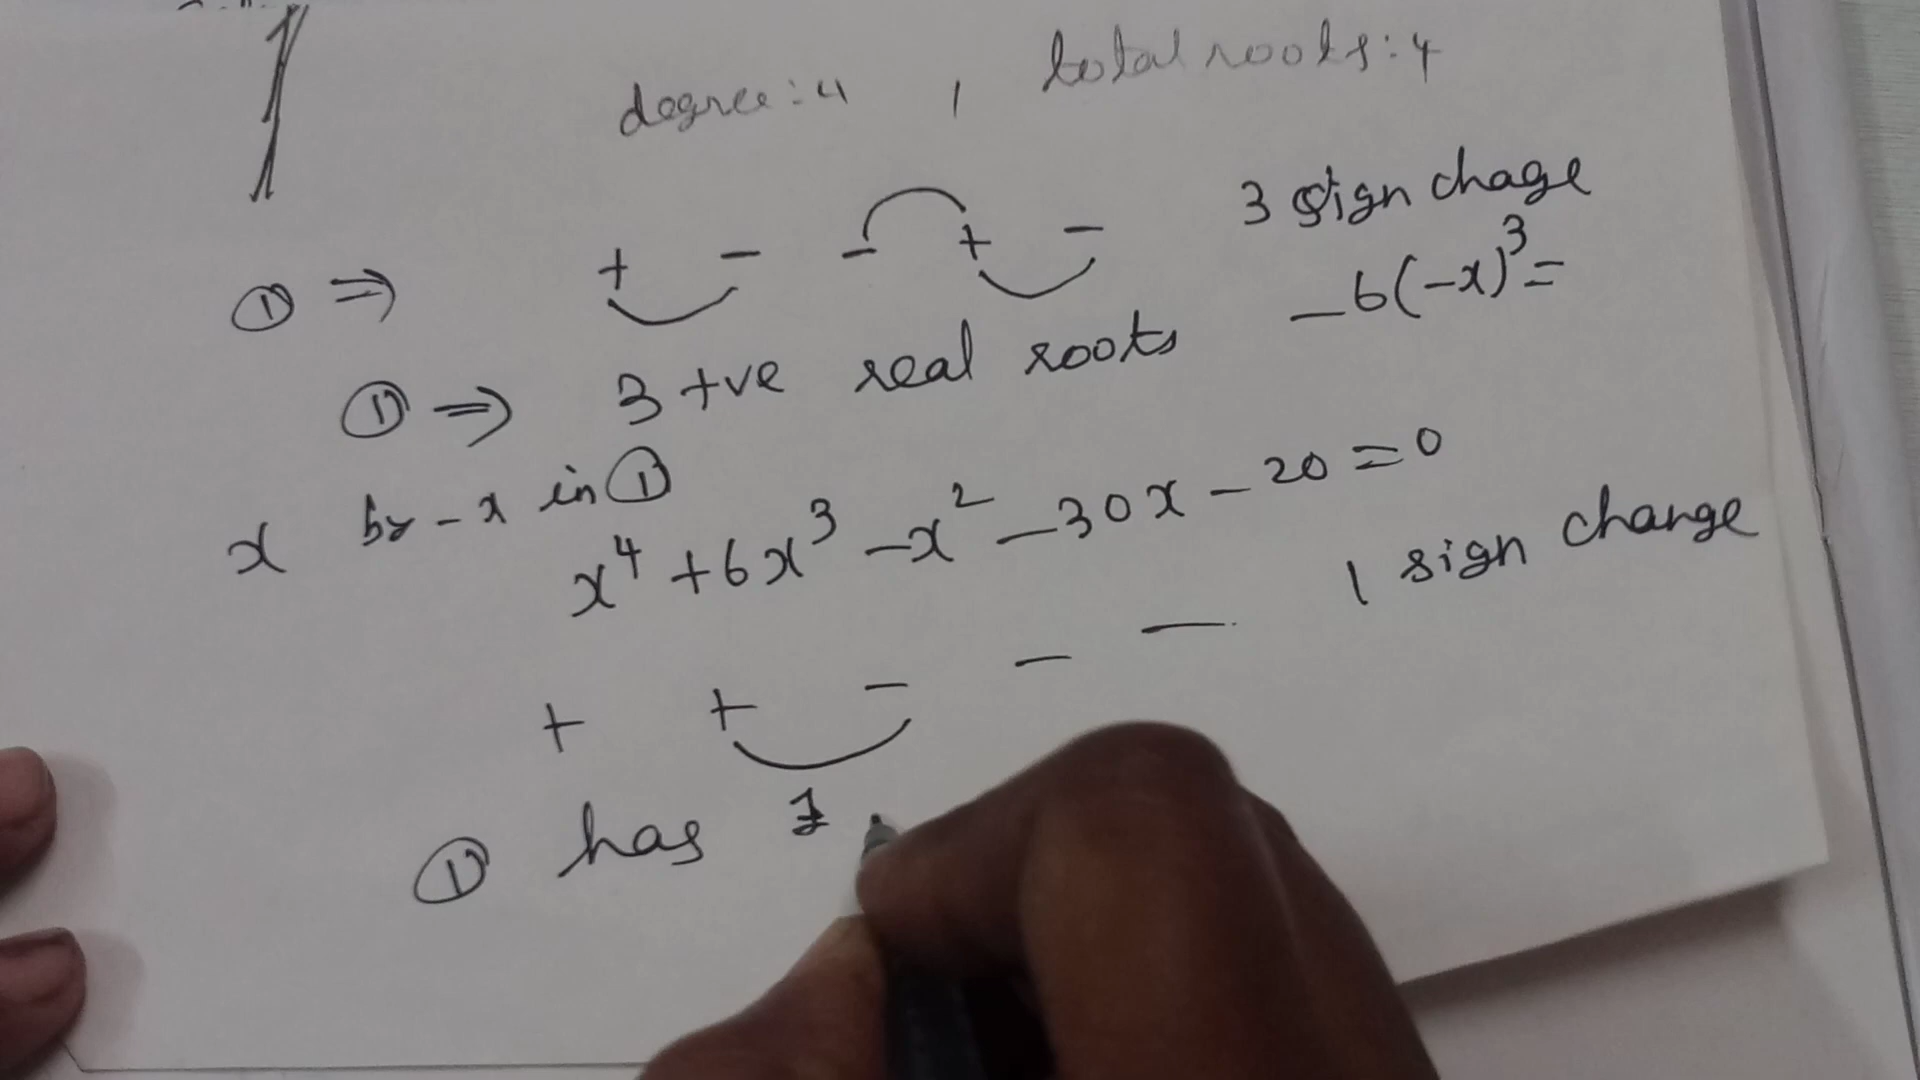 degree : 4 , total roots : 4
① ⇒ + - - + - 3 sign chage
-6(-x)³=
① ⇒ 3 +ve real roots
x by -x in ①
x⁴ +6x³ -x² -30x -20 = 0
+ + - - - 1 sign change
① has 1